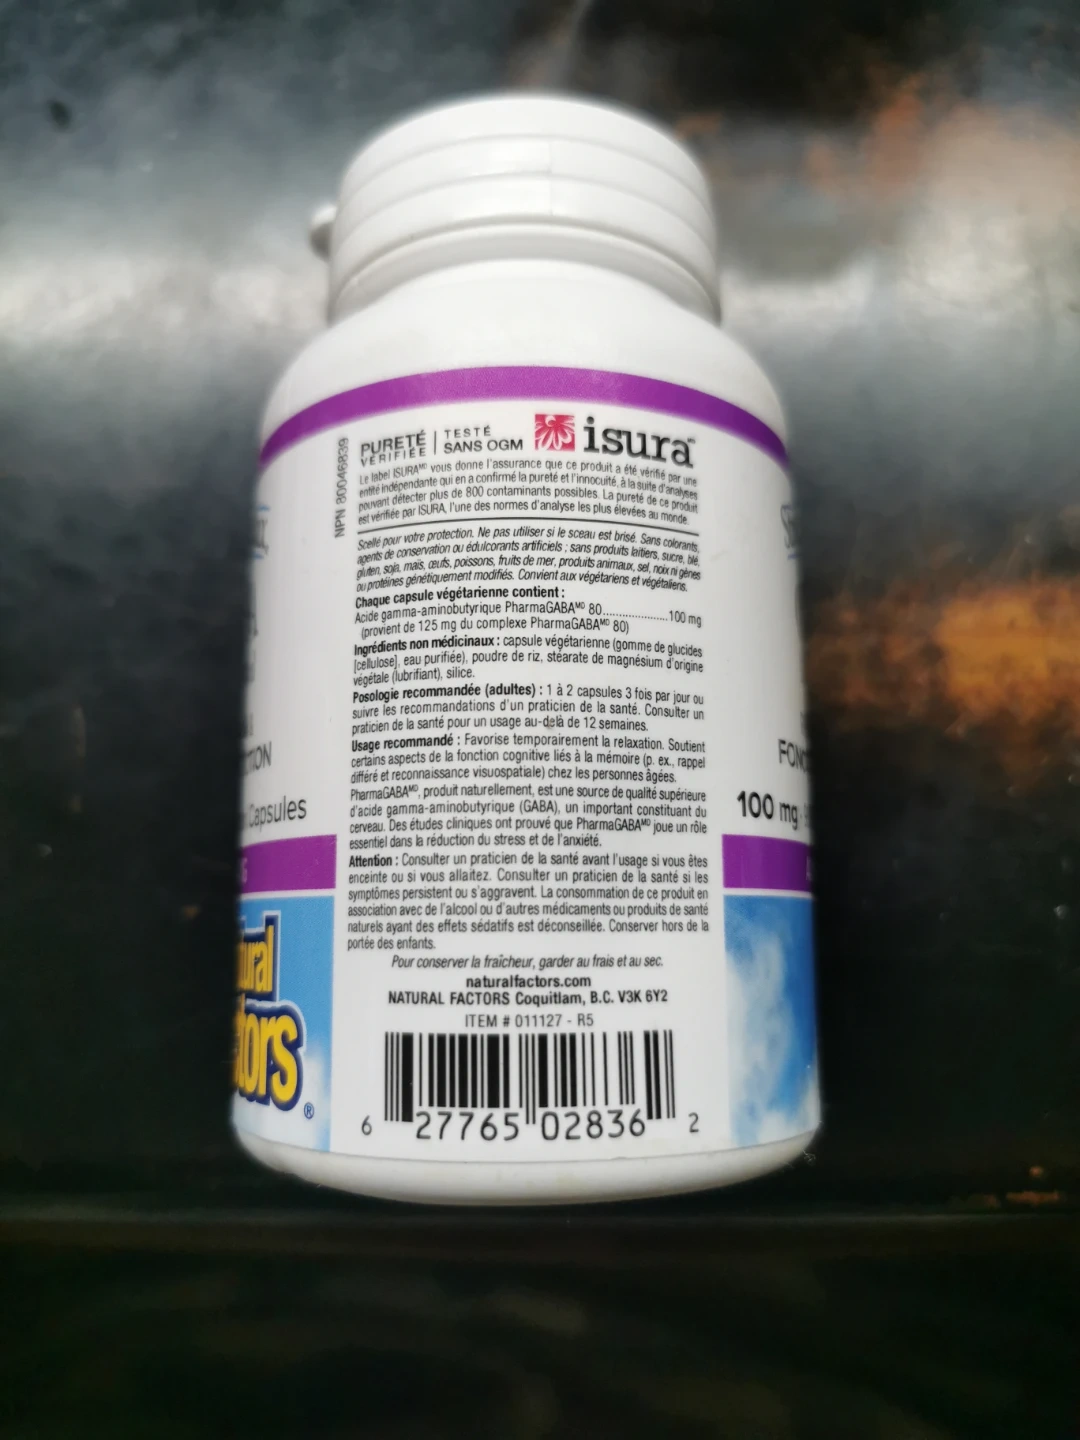 NPN 80046839
PURETÉ
VÉRIFIÉE
TESTÉ
SANS OGM
isura™
Le label ISURAᴹᴰ vous donne l'assurance que ce produit a été vérifié par une
entité indépendante qui en a confirmé la pureté et l'innocuité, à la suite d'analyses
pouvant détecter plus de 800 contaminants possibles. La pureté de ce produit
est vérifiée par ISURA, l'une des normes d'analyse les plus élevées au monde.
Scellé pour votre protection. Ne pas utiliser si le sceau est brisé. Sans colorants,
agents de conservation ou édulcorants artificiels ; sans produits laitiers, sucre, blé,
gluten, soja, maïs, œufs, poissons, fruits de mer, produits animaux, sel, noix ni gènes
ou protéines génétiquement modifiés. Convient aux végétariens et végétaliens.
Chaque capsule végétarienne contient :
Acide gamma-aminobutyrique PharmaGABAᴹᴰ 80....................100 mg
(provient de 125 mg du complexe PharmaGABAᴹᴰ 80)
Ingrédients non médicinaux : capsule végétarienne (gomme de glucides
[cellulose], eau purifiée), poudre de riz, stéarate de magnésium d'origine
végétale (lubrifiant), silice.
Posologie recommandée (adultes) : 1 à 2 capsules 3 fois par jour ou
suivre les recommandations d'un praticien de la santé. Consulter un
praticien de la santé pour un usage au-delà de 12 semaines.
Usage recommandé : Favorise temporairement la relaxation. Soutient
certains aspects de la fonction cognitive liés à la mémoire (p. ex., rappel
différé et reconnaissance visuospatiale) chez les personnes âgées.
PharmaGABAᴹᴰ, produit naturellement, est une source de qualité supérieure
d'acide gamma-aminobutyrique (GABA), un important constituant du
cerveau. Des études cliniques ont prouvé que PharmaGABAᴹᴰ joue un rôle
essentiel dans la réduction du stress et de l'anxiété.
Attention : Consulter un praticien de la santé avant l'usage si vous êtes
enceinte ou si vous allaitez. Consulter un praticien de la santé si les
symptômes persistent ou s'aggravent. La consommation de ce produit en
association avec de l'alcool ou d'autres médicaments ou produits de santé
naturels ayant des effets sédatifs est déconseillée. Conserver hors de la
portée des enfants.
Pour conserver la fraîcheur, garder au frais et au sec.
naturalfactors.com
NATURAL FACTORS Coquitlam, B.C. V3K 6Y2
ITEM # 011127 - R5
6 27765 02836 2
Capsules
100 mg